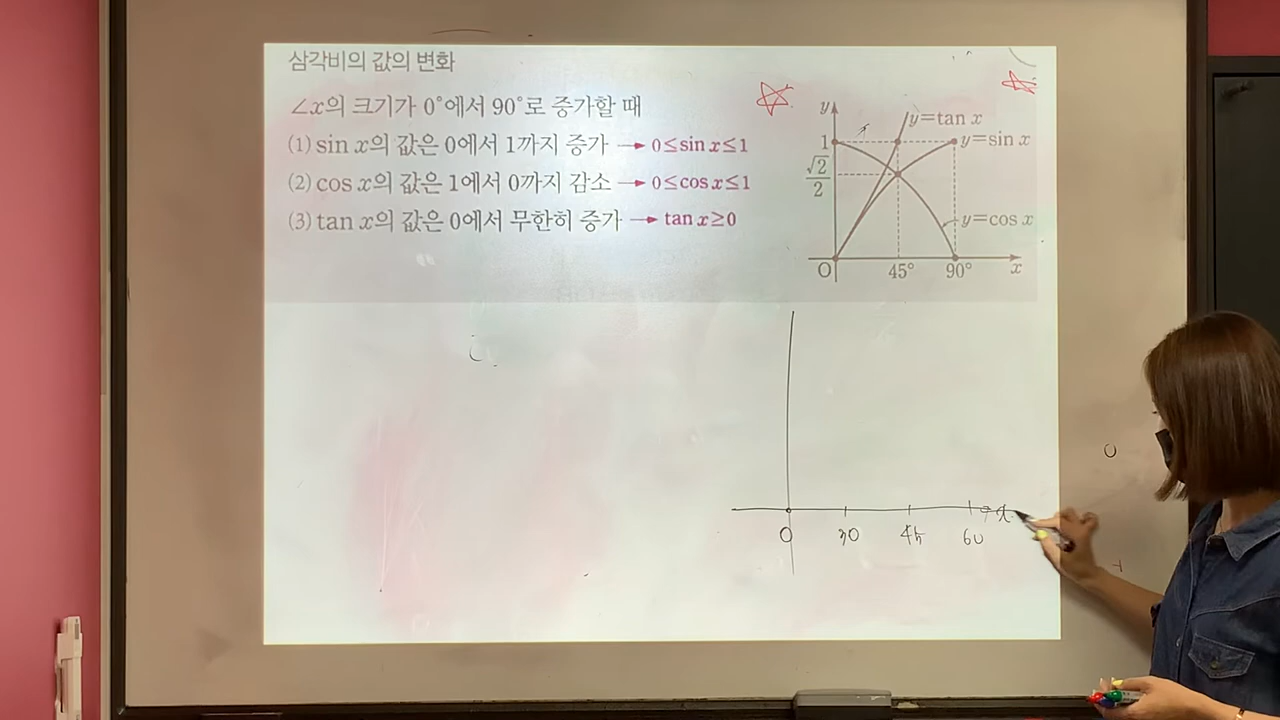 삼각비의 값의 변화
∠x의 크기가 0°에서 90°로 증가할 때
(1) sin x의 값은 0에서 1까지 증가 → 0≤sin x≤1
(2) cos x의 값은 1에서 0까지 감소 → 0≤cos x≤1
(3) tan x의 값은 0에서 무한히 증가 → tan x≥0
y
y=tan x
1
y=sin x
√2/2
y=cos x
O 45° 90° x
0 30 45 60